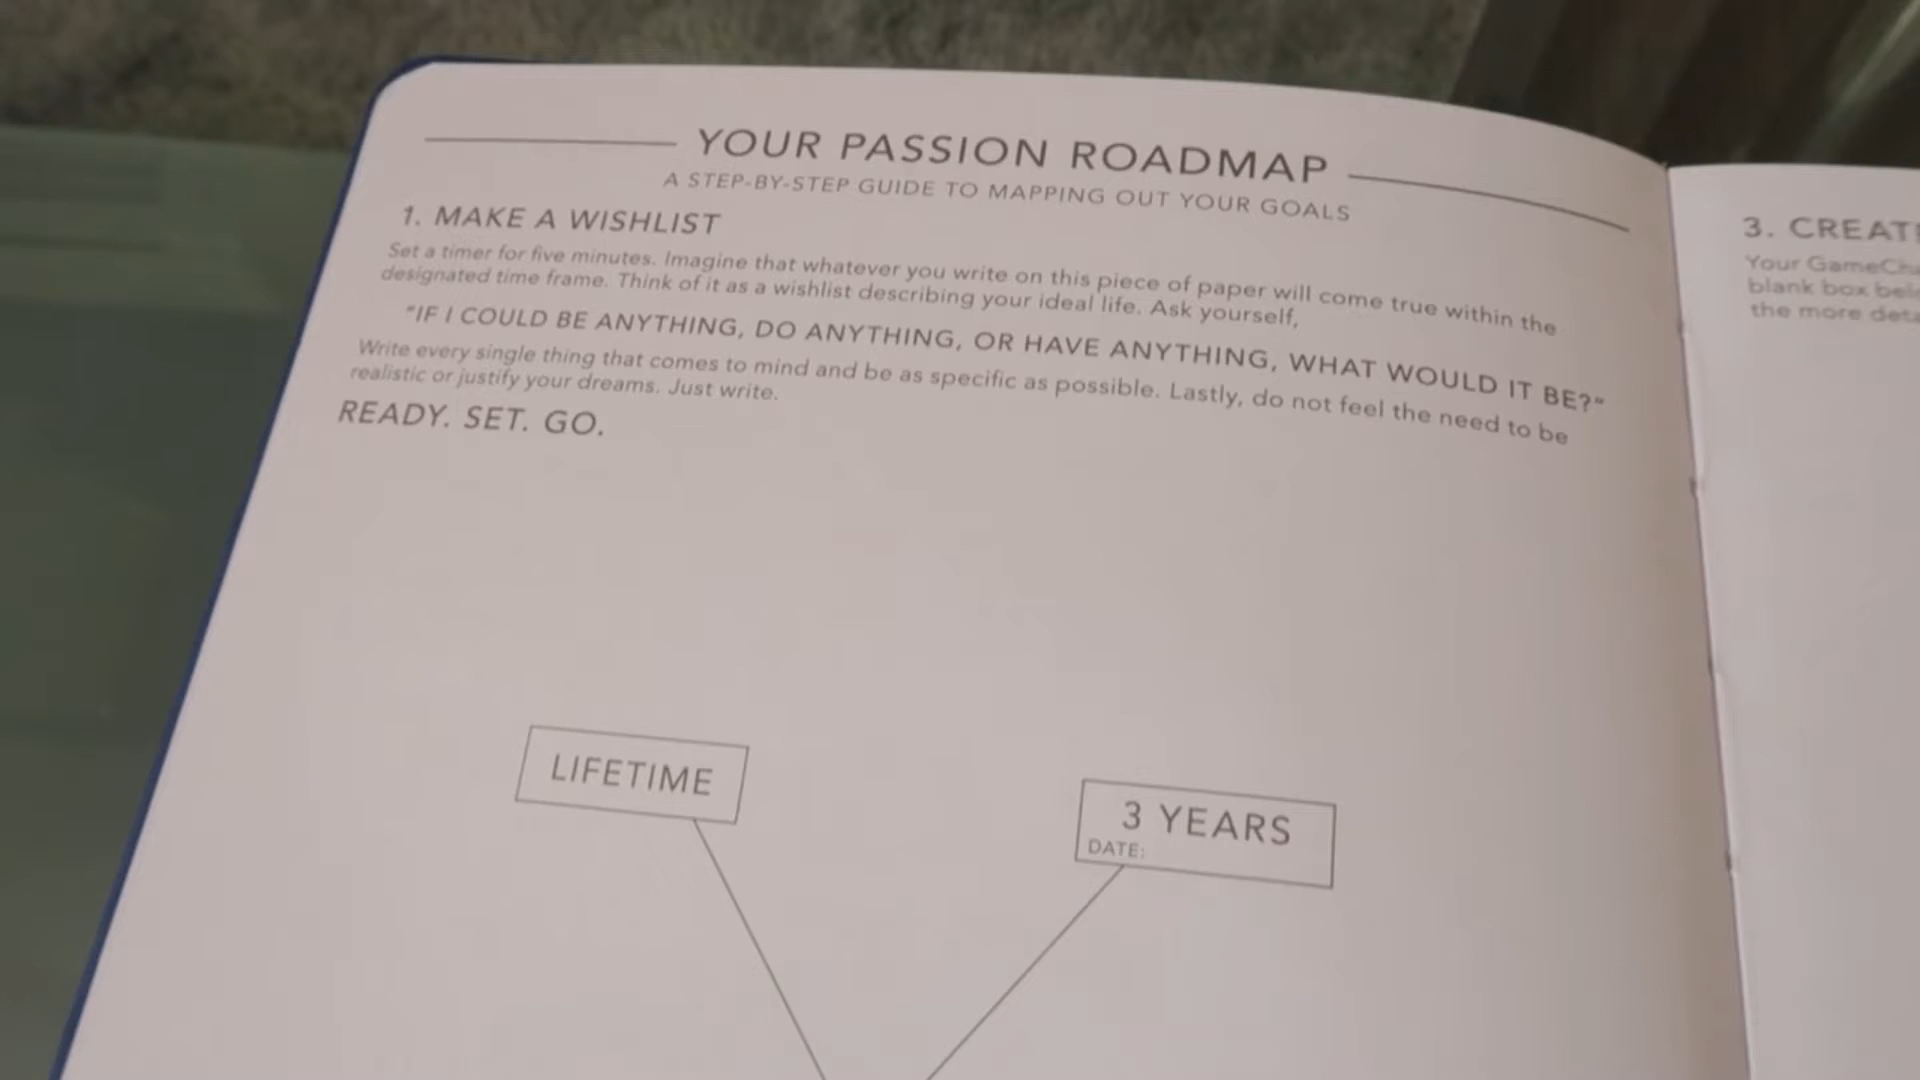 YOUR PASSION ROADMAP
A STEP-BY-STEP GUIDE TO MAPPING OUT YOUR GOALS
1. MAKE A WISHLIST
Set a timer for five minutes. Imagine that whatever you write on this piece of paper will come true within the
designated time frame. Think of it as a wishlist describing your ideal life. Ask yourself,
"IF I COULD BE ANYTHING, DO ANYTHING, OR HAVE ANYTHING, WHAT WOULD IT BE?"
Write every single thing that comes to mind and be as specific as possible. Lastly, do not feel the need to be
realistic or justify your dreams. Just write.
READY. SET. GO.
LIFETIME
3 YEARS
DATE:
3.
Your
blank box
the more